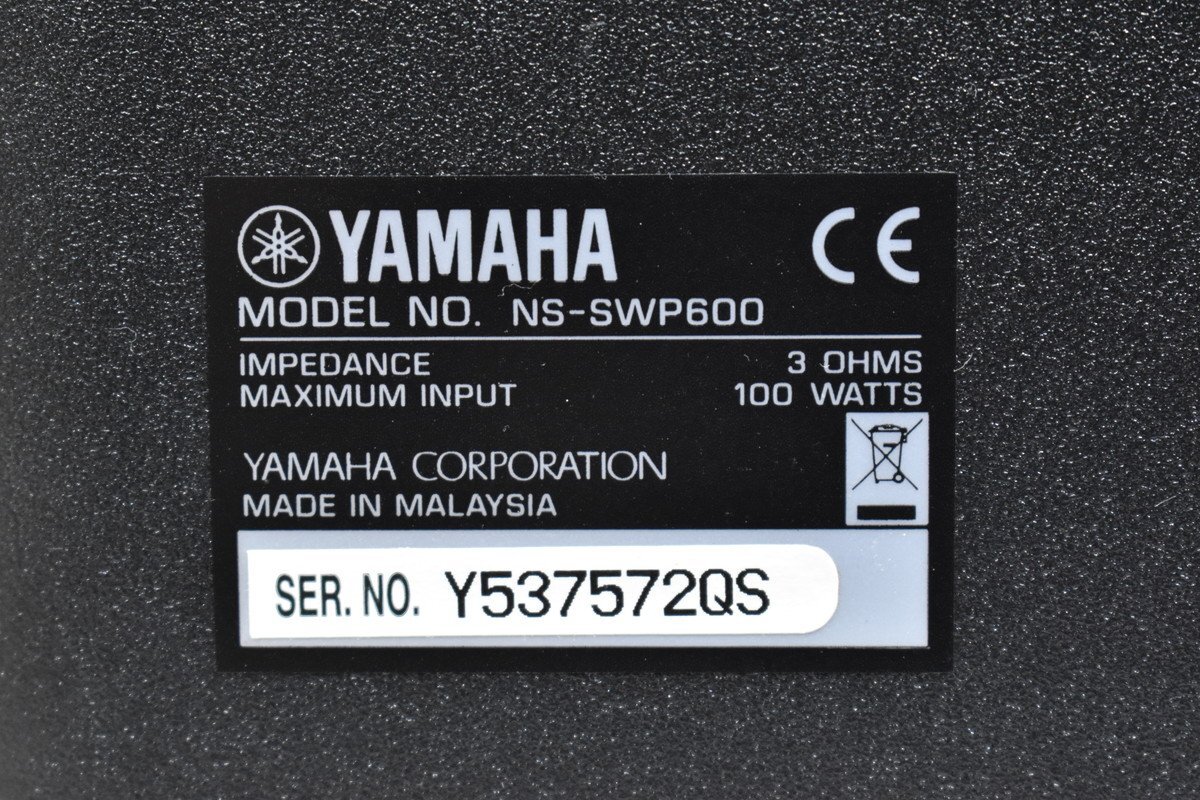 YAMAHA CE
MODEL NO. NS-SWP600
IMPEDANCE 3 OHMS
MAXIMUM INPUT 100 WATTS
YAMAHA CORPORATION
MADE IN MALAYSIA
SER. NO. Y537572QS